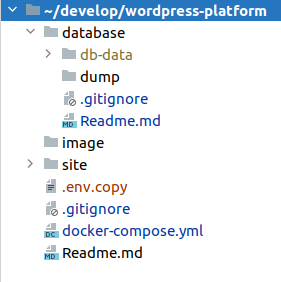 ~/develop/wordpress-platform
database
db-data
dump
.gitignore
MD Readme.md
image
site
.env.copy
.gitignore
DC docker-compose.yml
MD Readme.md